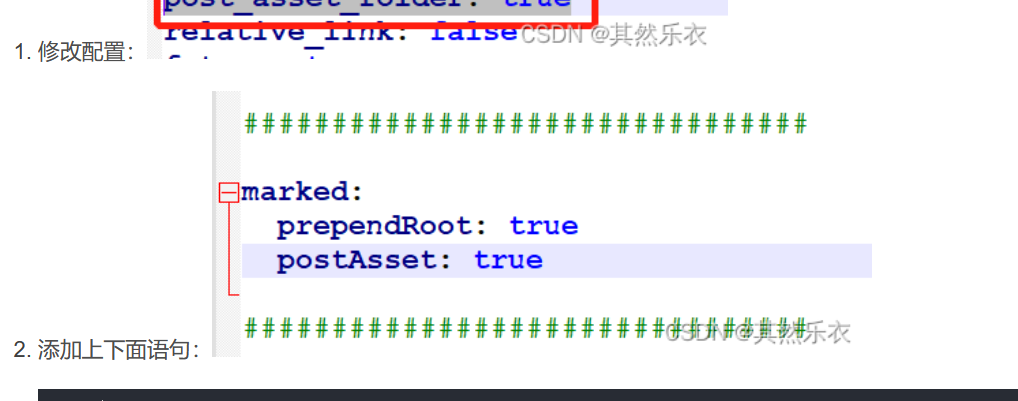 post_asset_folder: true
relative_link: false
CSDN @其然乐衣
1. 修改配置：
################################
marked:
prependRoot: true
postAsset: true
################################
CSDN @其然乐衣
2. 添加上下面语句：